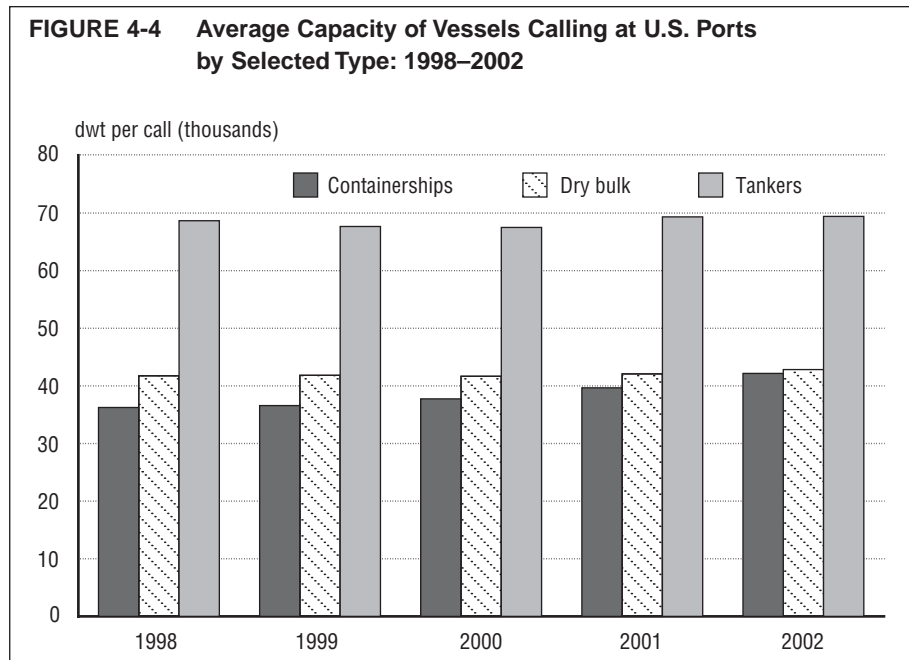 FIGURE 4-4 Average Capacity of Vessels Calling at U.S. Ports
by Selected Type: 1998–2002
dwt per call (thousands)
80
Containerships Dry bulk Tankers
70
60
50
40
30
20
10
0
1998 1999 2000 2001 2002